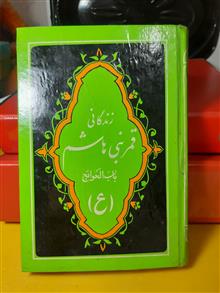 زندگانی
قمر بنی هاشم
باب الحوائج
(ع)